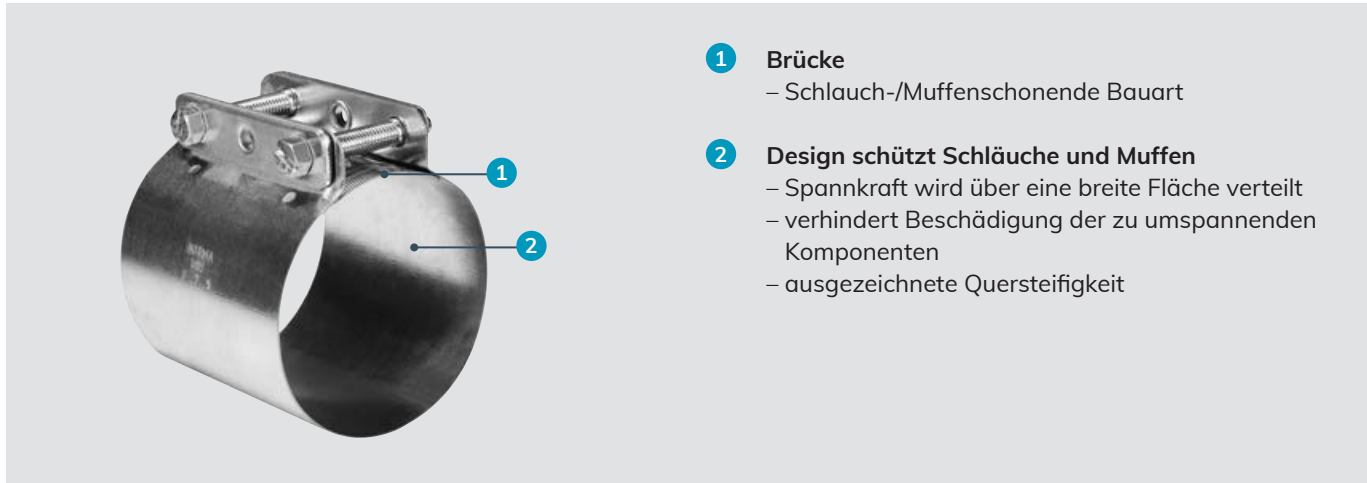 1 Brücke
– Schlauch-/Muffenschonende Bauart
2 Design schützt Schläuche und Muffen
– Spannkraft wird über eine breite Fläche verteilt
– verhindert Beschädigung der zu umspannenden
Komponenten
– ausgezeichnete Quersteifigkeit
1
2